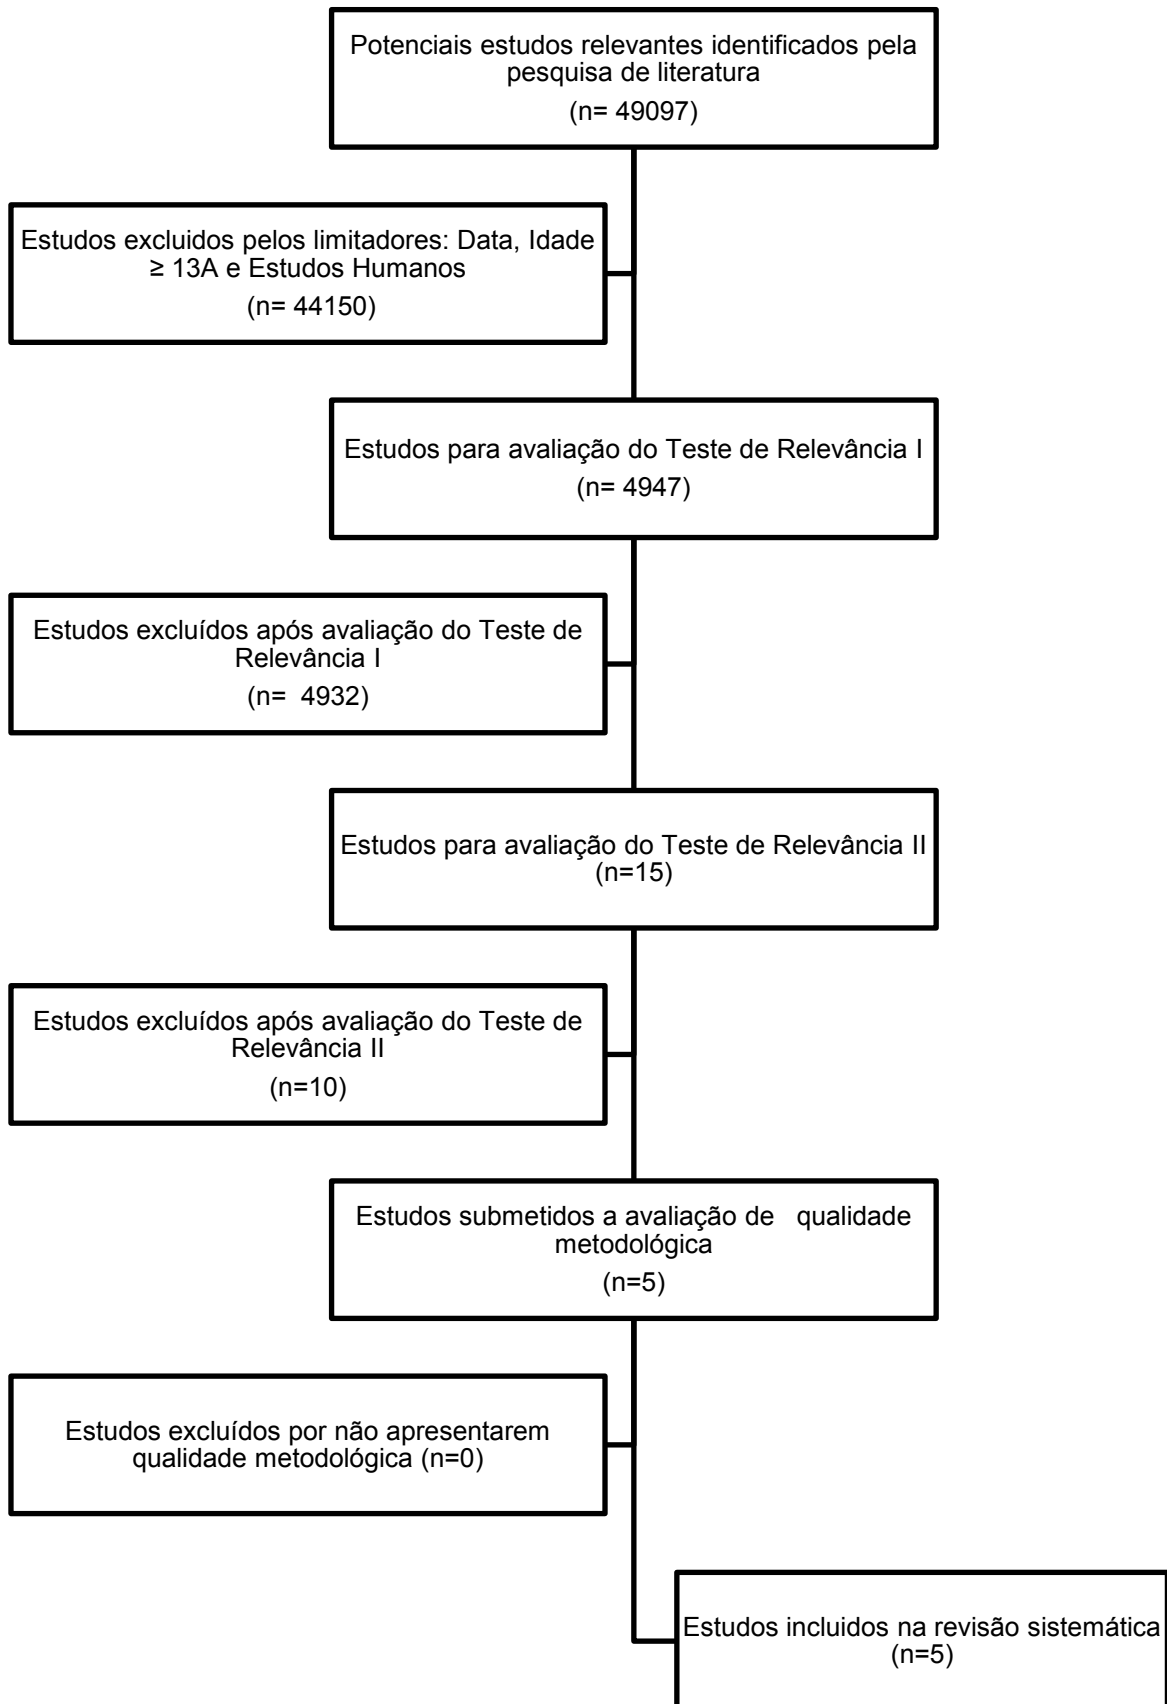 Potenciais estudos relevantes identificados pela
pesquisa de literatura
(n= 49097)
Estudos excluidos pelos limitadores: Data, Idade
≥ 13A e Estudos Humanos
(n= 44150)
Estudos para avaliação do Teste de Relevância I
(n= 4947)
Estudos excluídos após avaliação do Teste de
Relevância I
(n=  4932)
Estudos para avaliação do Teste de Relevância II
(n=15)
Estudos excluídos após avaliação do Teste de
Relevância II
(n=10)
Estudos submetidos a avaliação de   qualidade
metodológica
(n=5)
Estudos excluídos por não apresentarem
qualidade metodológica (n=0)
Estudos incluidos na revisão sistemática
(n=5)